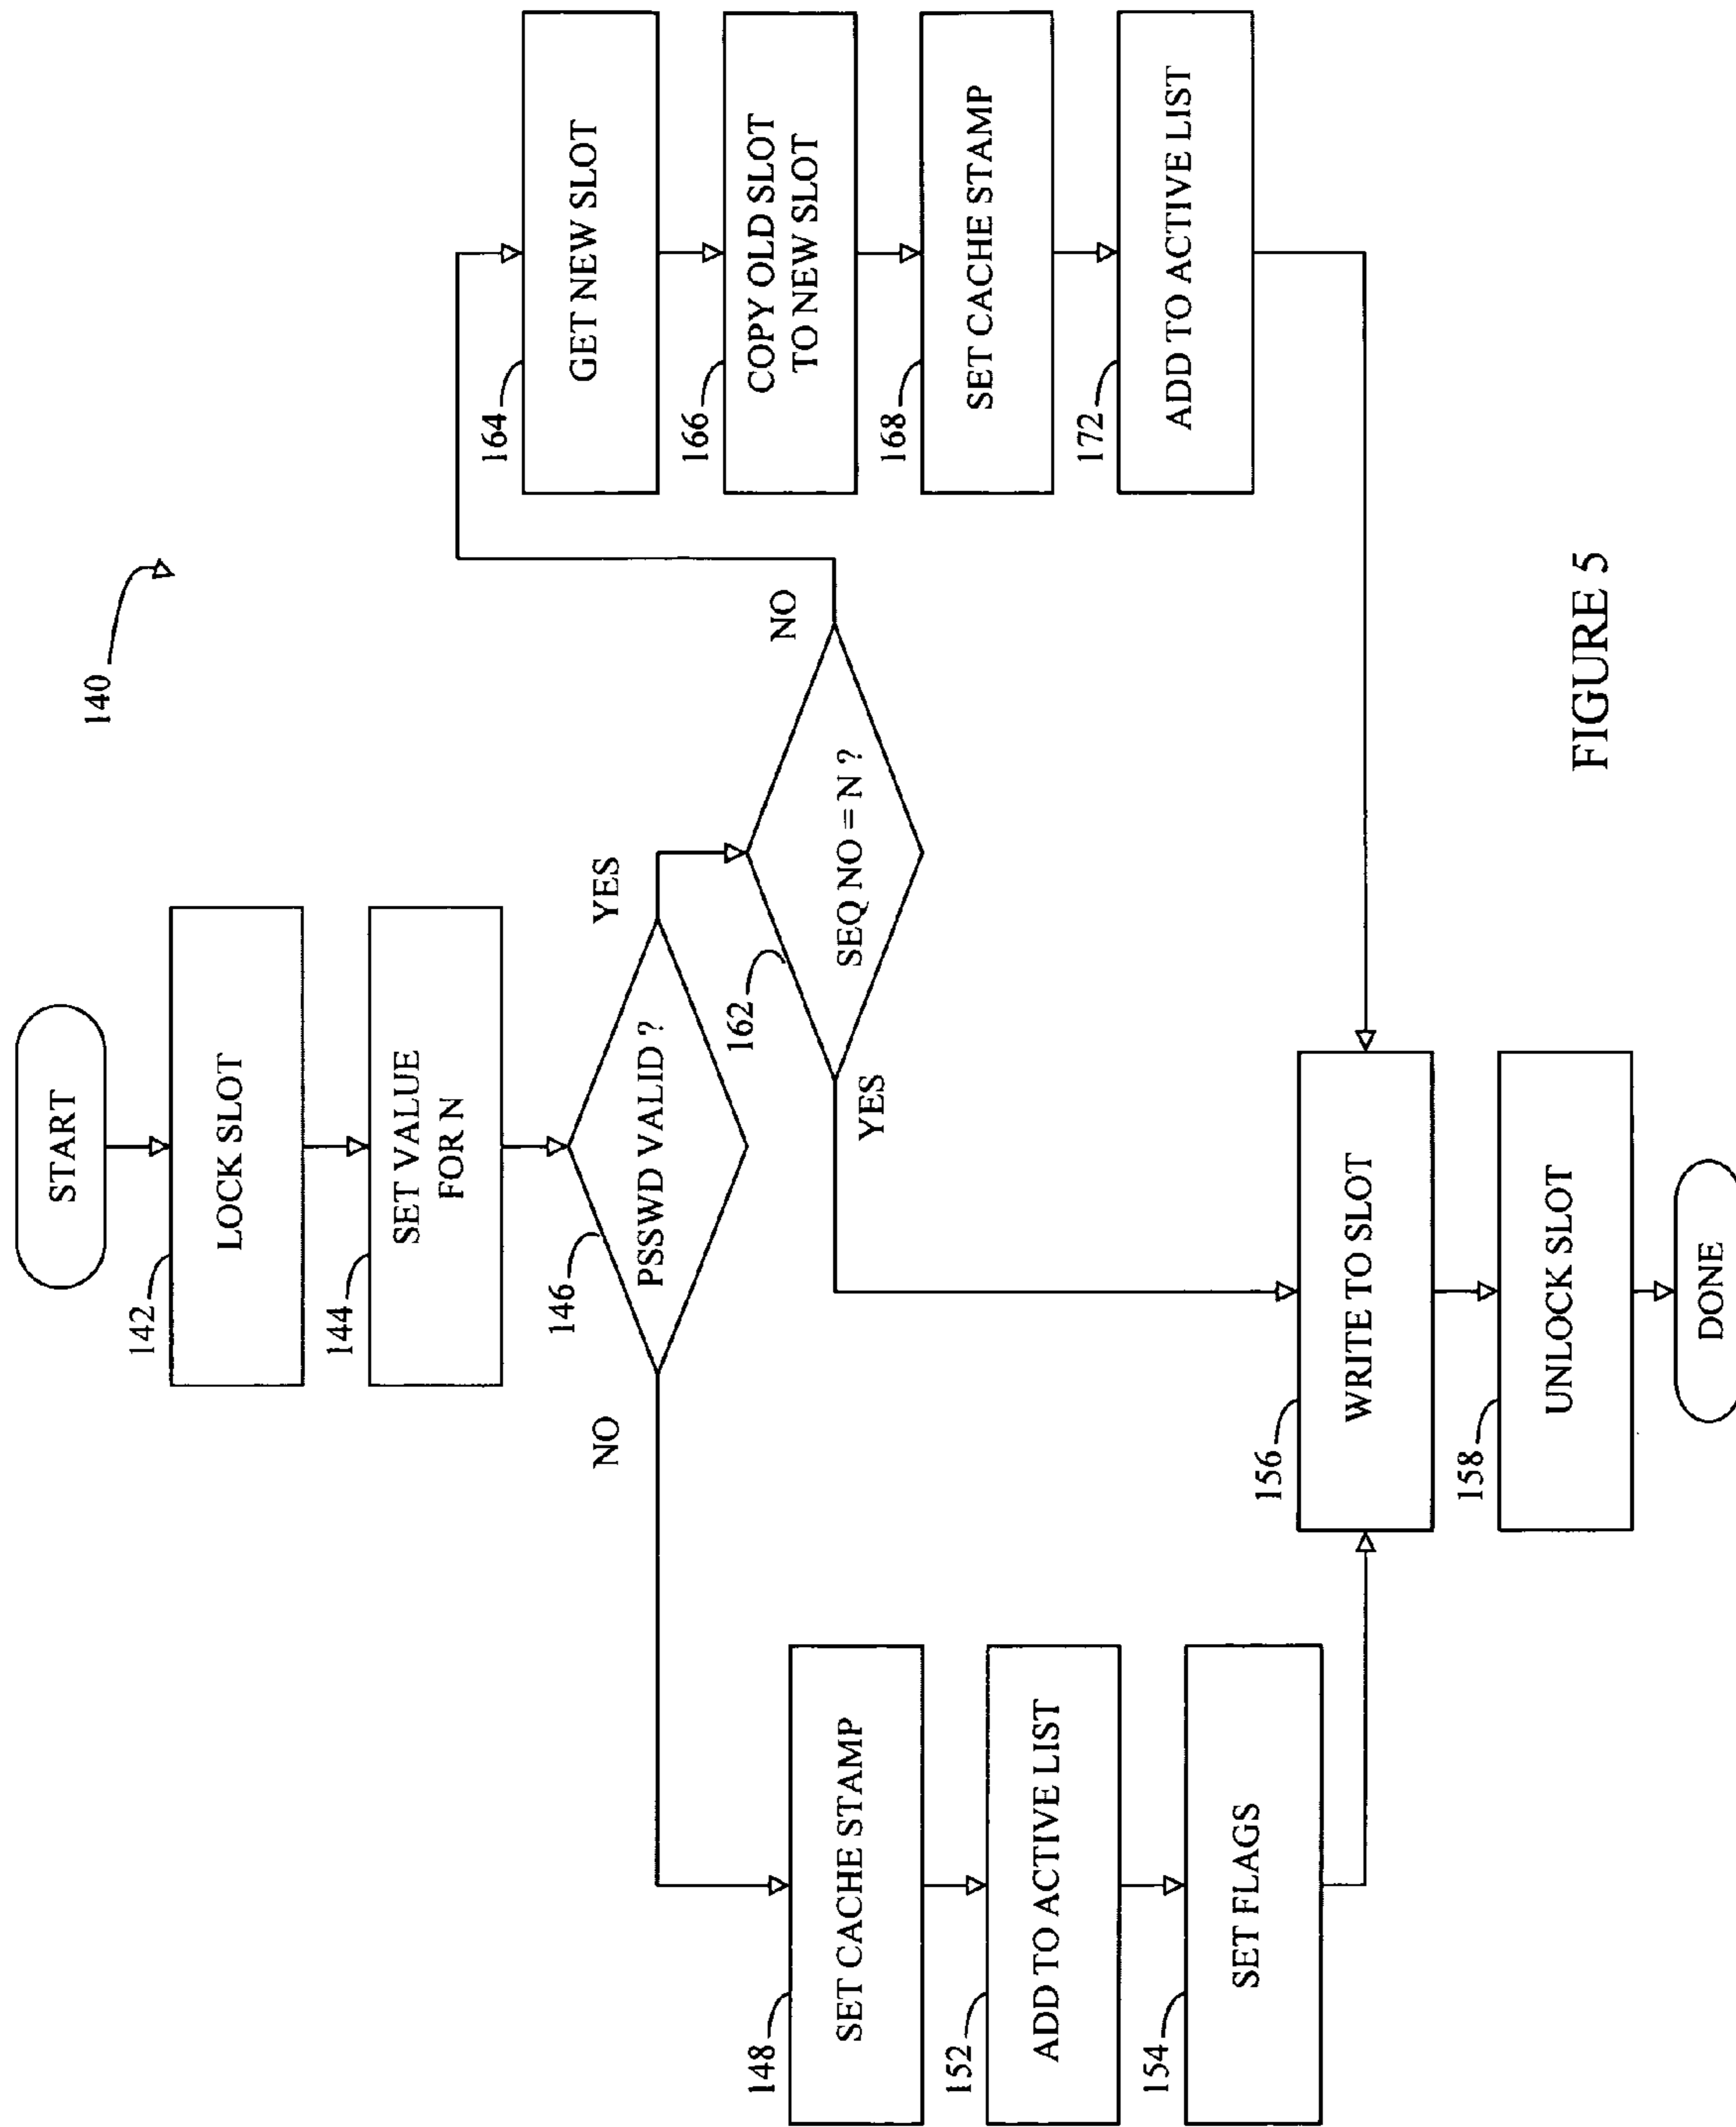 140
START
142
LOCK SLOT
144
SET VALUE
FOR N
146
PSSWD VALID ?
NO
YES
148
SET CACHE STAMP
152
ADD TO ACTIVE LIST
154
SET FLAGS
162
SEQ NO = N ?
YES
NO
164
GET NEW SLOT
166
COPY OLD SLOT
TO NEW SLOT
168
SET CACHE STAMP
172
ADD TO ACTIVE LIST
156
WRITE TO SLOT
158
UNLOCK SLOT
DONE
FIGURE 5